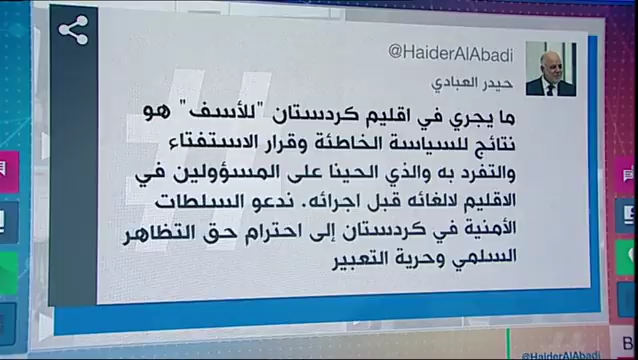 @HaiderAlAbadi
حيدر العبادي
ما يجري في اقليم كردستان "للأسف" هو
نتائج للسياسة الخاطئة وقرار الاستفتاء
والتفرد به والذي الحينا على المسؤولين في
الاقليم لالغائه قبل اجرائه. ندعو السلطات
الأمنية في كردستان إلى احترام حق التظاهر
السلمي وحرية التعبير
@HaiderAlAbadi
B